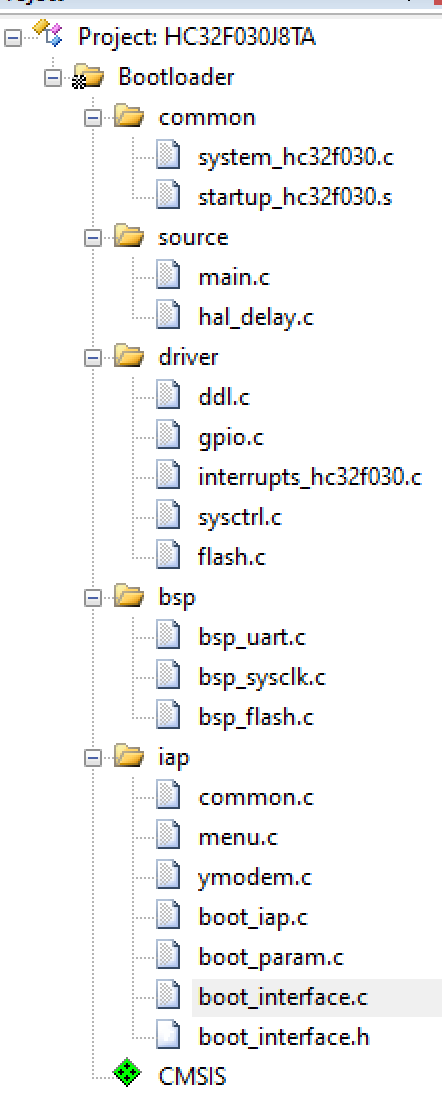 Project: HC32F030J8TA
Bootloader
common
system_hc32f030.c
startup_hc32f030.s
source
main.c
hal_delay.c
driver
ddl.c
gpio.c
interrupts_hc32f030.c
sysctrl.c
flash.c
bsp
bsp_uart.c
bsp_sysclk.c
bsp_flash.c
iap
common.c
menu.c
ymodem.c
boot_iap.c
boot_param.c
boot_interface.c
boot_interface.h
CMSIS